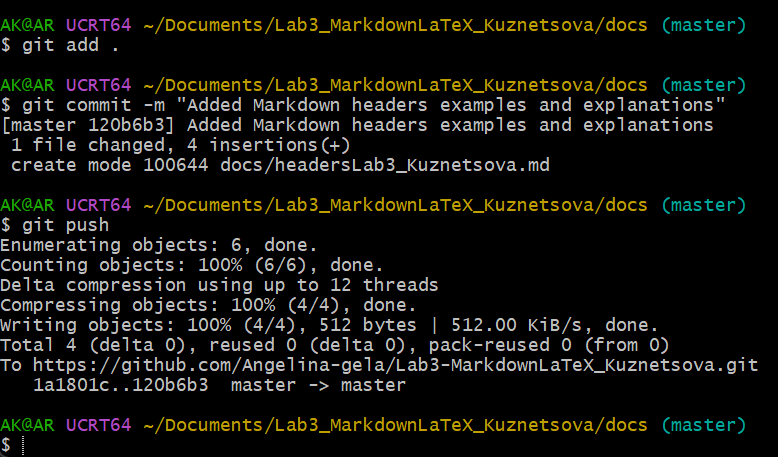 AK@AR UCRT64 ~/Documents/Lab3_MarkdownLaTeX_Kuznetsova/docs (master)
$ git add .
AK@AR UCRT64 ~/Documents/Lab3_MarkdownLaTeX_Kuznetsova/docs (master)
$ git commit -m "Added Markdown headers examples and explanations"
[master 120b6b3] Added Markdown headers examples and explanations
 1 file changed, 4 insertions(+)
 create mode 100644 docs/headersLab3_Kuznetsova.md
AK@AR UCRT64 ~/Documents/Lab3_MarkdownLaTeX_Kuznetsova/docs (master)
$ git push
Enumerating objects: 6, done.
Counting objects: 100% (6/6), done.
Delta compression using up to 12 threads
Compressing objects: 100% (4/4), done.
Writing objects: 100% (4/4), 512 bytes | 512.00 KiB/s, done.
Total 4 (delta 0), reused 0 (delta 0), pack-reused 0 (from 0)
To https://github.com/Angelina-gela/Lab3-MarkdownLaTeX_Kuznetsova.git
   1a1801c..120b6b3  master -> master
AK@AR UCRT64 ~/Documents/Lab3_MarkdownLaTeX_Kuznetsova/docs (master)
$